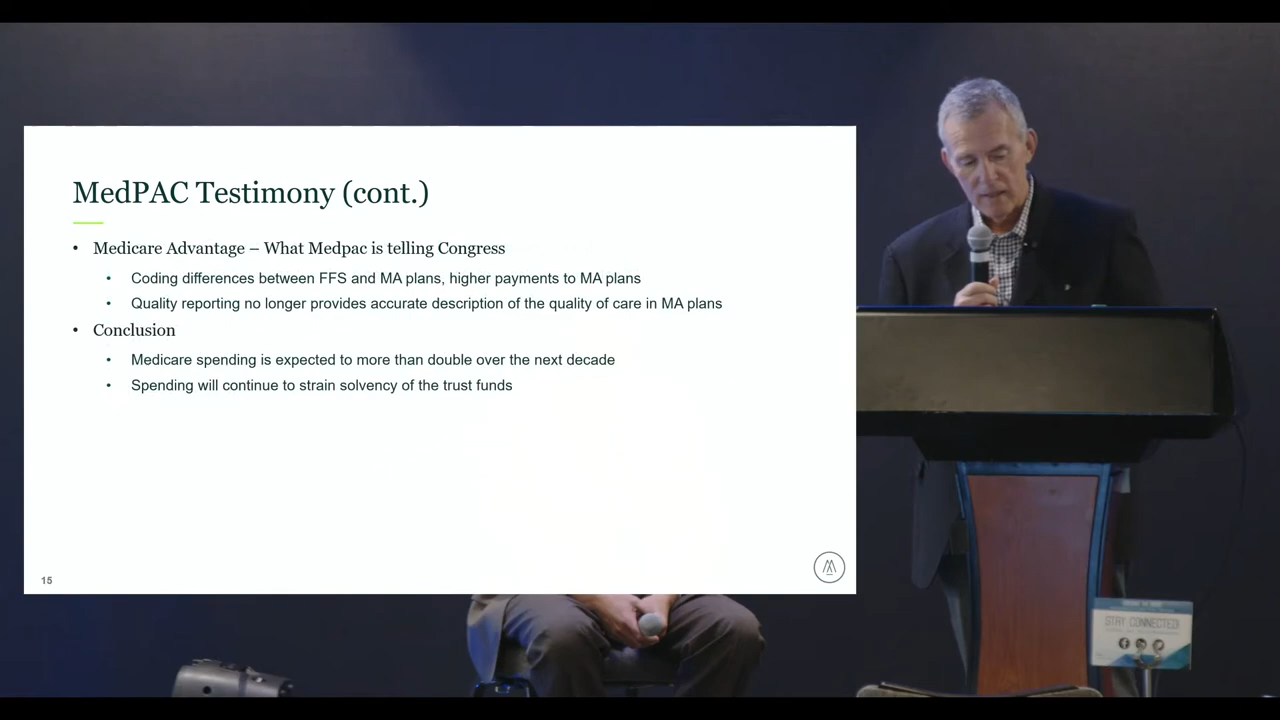 MedPAC Testimony (cont.)
• Medicare Advantage – What Medpac is telling Congress
• Coding differences between FFS and MA plans, higher payments to MA plans
• Quality reporting no longer provides accurate description of the quality of care in MA plans
• Conclusion
• Medicare spending is expected to more than double over the next decade
• Spending will continue to strain solvency of the trust funds
15
STAY CONNECTED!